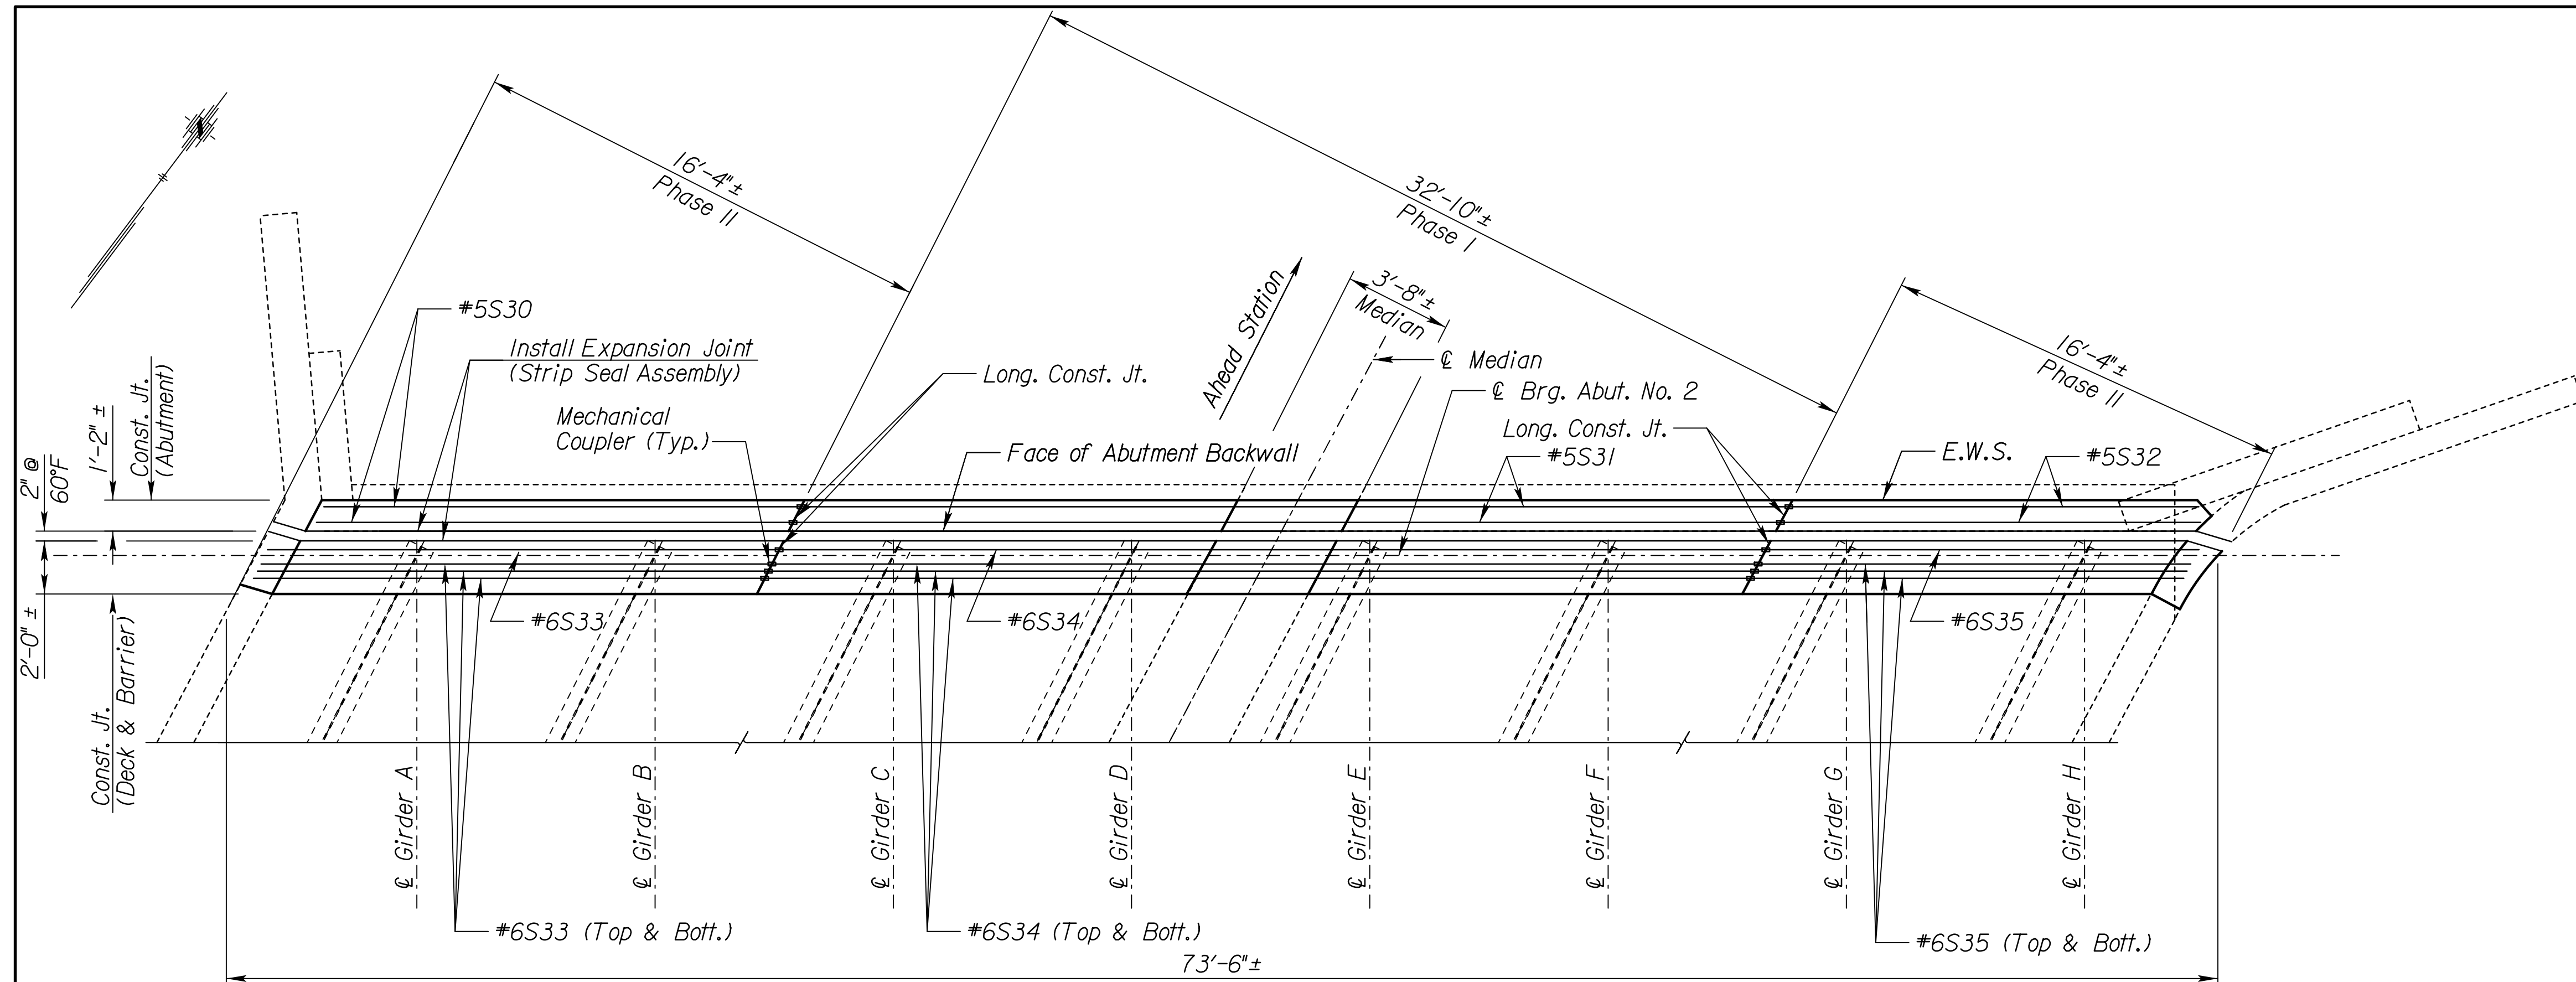 16'-4"±
Phase II
32'-10"±
Phase I
3'-8"±
Median
16'-4"±
Phase II
Ahead Station
#5S30
Install Expansion Joint
(Strip Seal Assembly)
Mechanical
Coupler (Typ.)
Long. Const. Jt.
Face of Abutment Backwall
℄ Median
℄ Brg. Abut. No. 2
Long. Const. Jt.
#5S31
E.W.S.
#5S32
2" @
60°F
1'-2" ±
Const. Jt.
(Abutment)
2'-0" ±
Const. Jt.
(Deck & Barrier)
#6S33
#6S34
#6S35
℄ Girder A
℄ Girder B
℄ Girder C
℄ Girder D
℄ Girder E
℄ Girder F
℄ Girder G
℄ Girder H
#6S33 (Top & Bott.)
#6S34 (Top & Bott.)
#6S35 (Top & Bott.)
73'-6"±